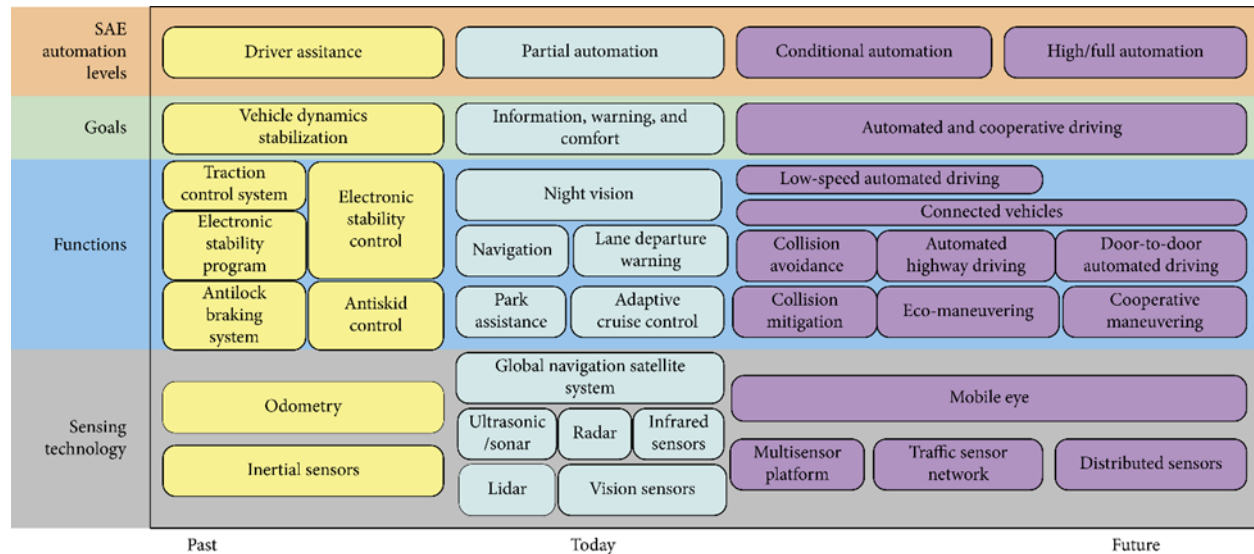 SAE
automation
levels
Driver assitance
Partial automation
Conditional automation
High/full automation
Goals
Vehicle dynamics
stabilization
Information, warning, and
comfort
Automated and cooperative driving
Functions
Traction
control system
Electronic
stability
control
Electronic
stability
program
Antilock
braking
system
Antiskid
control
Night vision
Navigation
Lane departure
warning
Park
assistance
Adaptive
cruise control
Low-speed automated driving
Connected vehicles
Collision
avoidance
Automated
highway driving
Door-to-door
automated driving
Collision
mitigation
Eco-maneuvering
Cooperative
maneuvering
Sensing
technology
Odometry
Inertial sensors
Global navigation satellite
system
Ultrasonic
/sonar
Radar
Infrared
sensors
Lidar
Vision sensors
Mobile eye
Multisensor
platform
Traffic sensor
network
Distributed sensors
Past
Today
Future